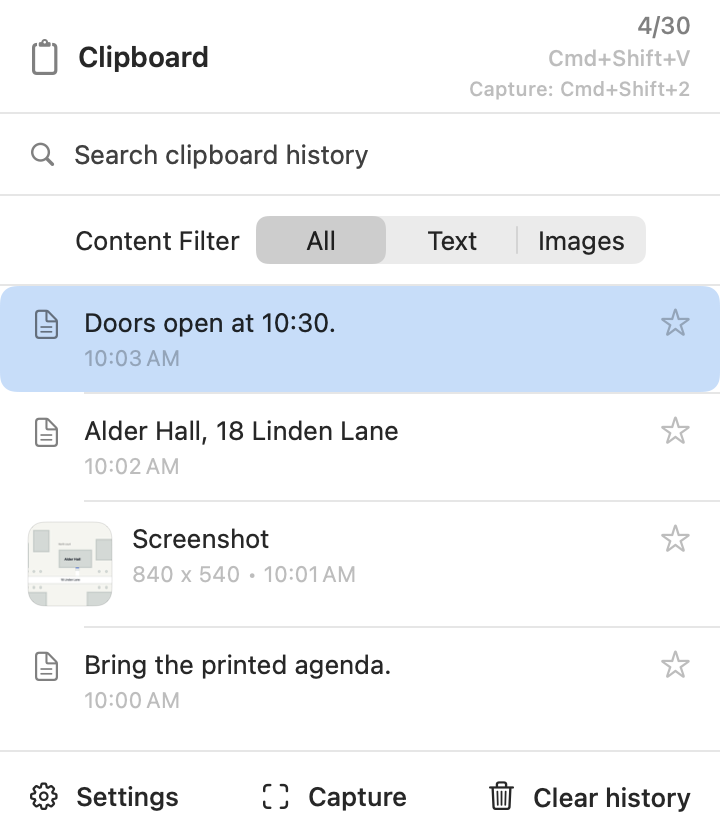 Clipboard
4/30
Cmd+Shift+V
Capture: Cmd+Shift+2
Search clipboard history
Content Filter All Text Images
Doors open at 10:30.
10:03 AM
Alder Hall, 18 Linden Lane
10:02 AM
Alder Hall
Screenshot
840 x 540 • 10:01 AM
Bring the printed agenda.
10:00 AM
Settings Capture Clear history